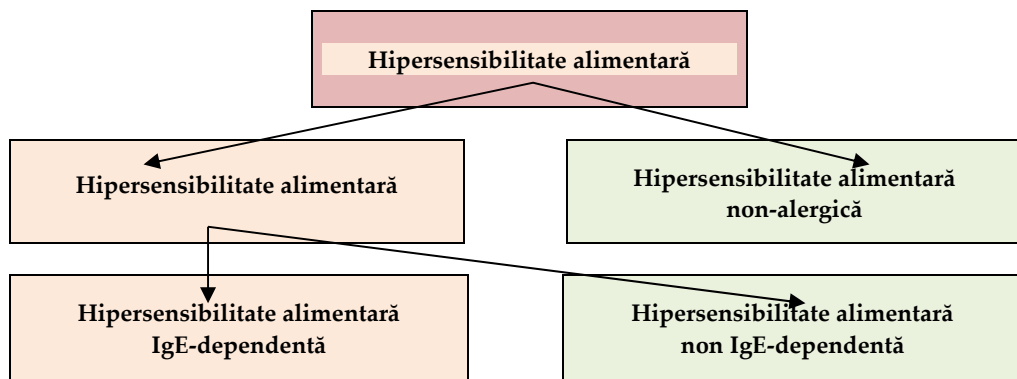 Hipersensibilitate alimentară
Hipersensibilitate alimentară
Hipersensibilitate alimentară
non-alergică
Hipersensibilitate alimentară
IgE-dependentă
Hipersensibilitate alimentară
non IgE-dependentă